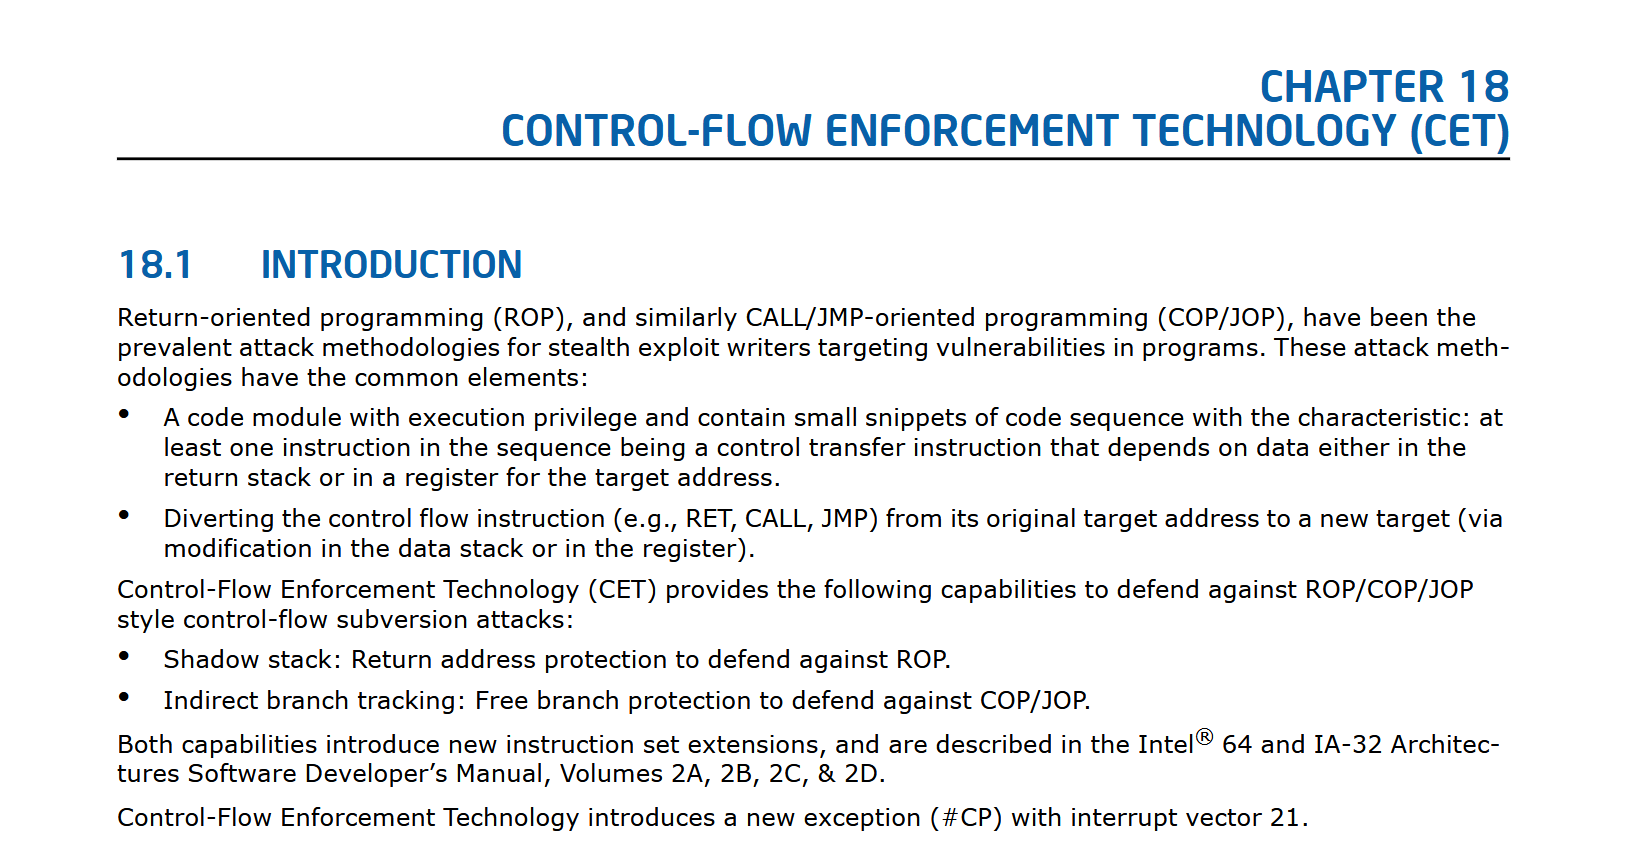 CHAPTER 18
CONTROL-FLOW ENFORCEMENT TECHNOLOGY (CET)
18.1 INTRODUCTION
Return-oriented programming (ROP), and similarly CALL/JMP-oriented programming (COP/JOP), have been the
prevalent attack methodologies for stealth exploit writers targeting vulnerabilities in programs. These attack meth-
odologies have the common elements:
• A code module with execution privilege and contain small snippets of code sequence with the characteristic: at
least one instruction in the sequence being a control transfer instruction that depends on data either in the
return stack or in a register for the target address.
• Diverting the control flow instruction (e.g., RET, CALL, JMP) from its original target address to a new target (via
modification in the data stack or in the register).
Control-Flow Enforcement Technology (CET) provides the following capabilities to defend against ROP/COP/JOP
style control-flow subversion attacks:
• Shadow stack: Return address protection to defend against ROP.
• Indirect branch tracking: Free branch protection to defend against COP/JOP.
Both capabilities introduce new instruction set extensions, and are described in the Intel® 64 and IA-32 Architec-
tures Software Developer’s Manual, Volumes 2A, 2B, 2C, & 2D.
Control-Flow Enforcement Technology introduces a new exception (#CP) with interrupt vector 21.